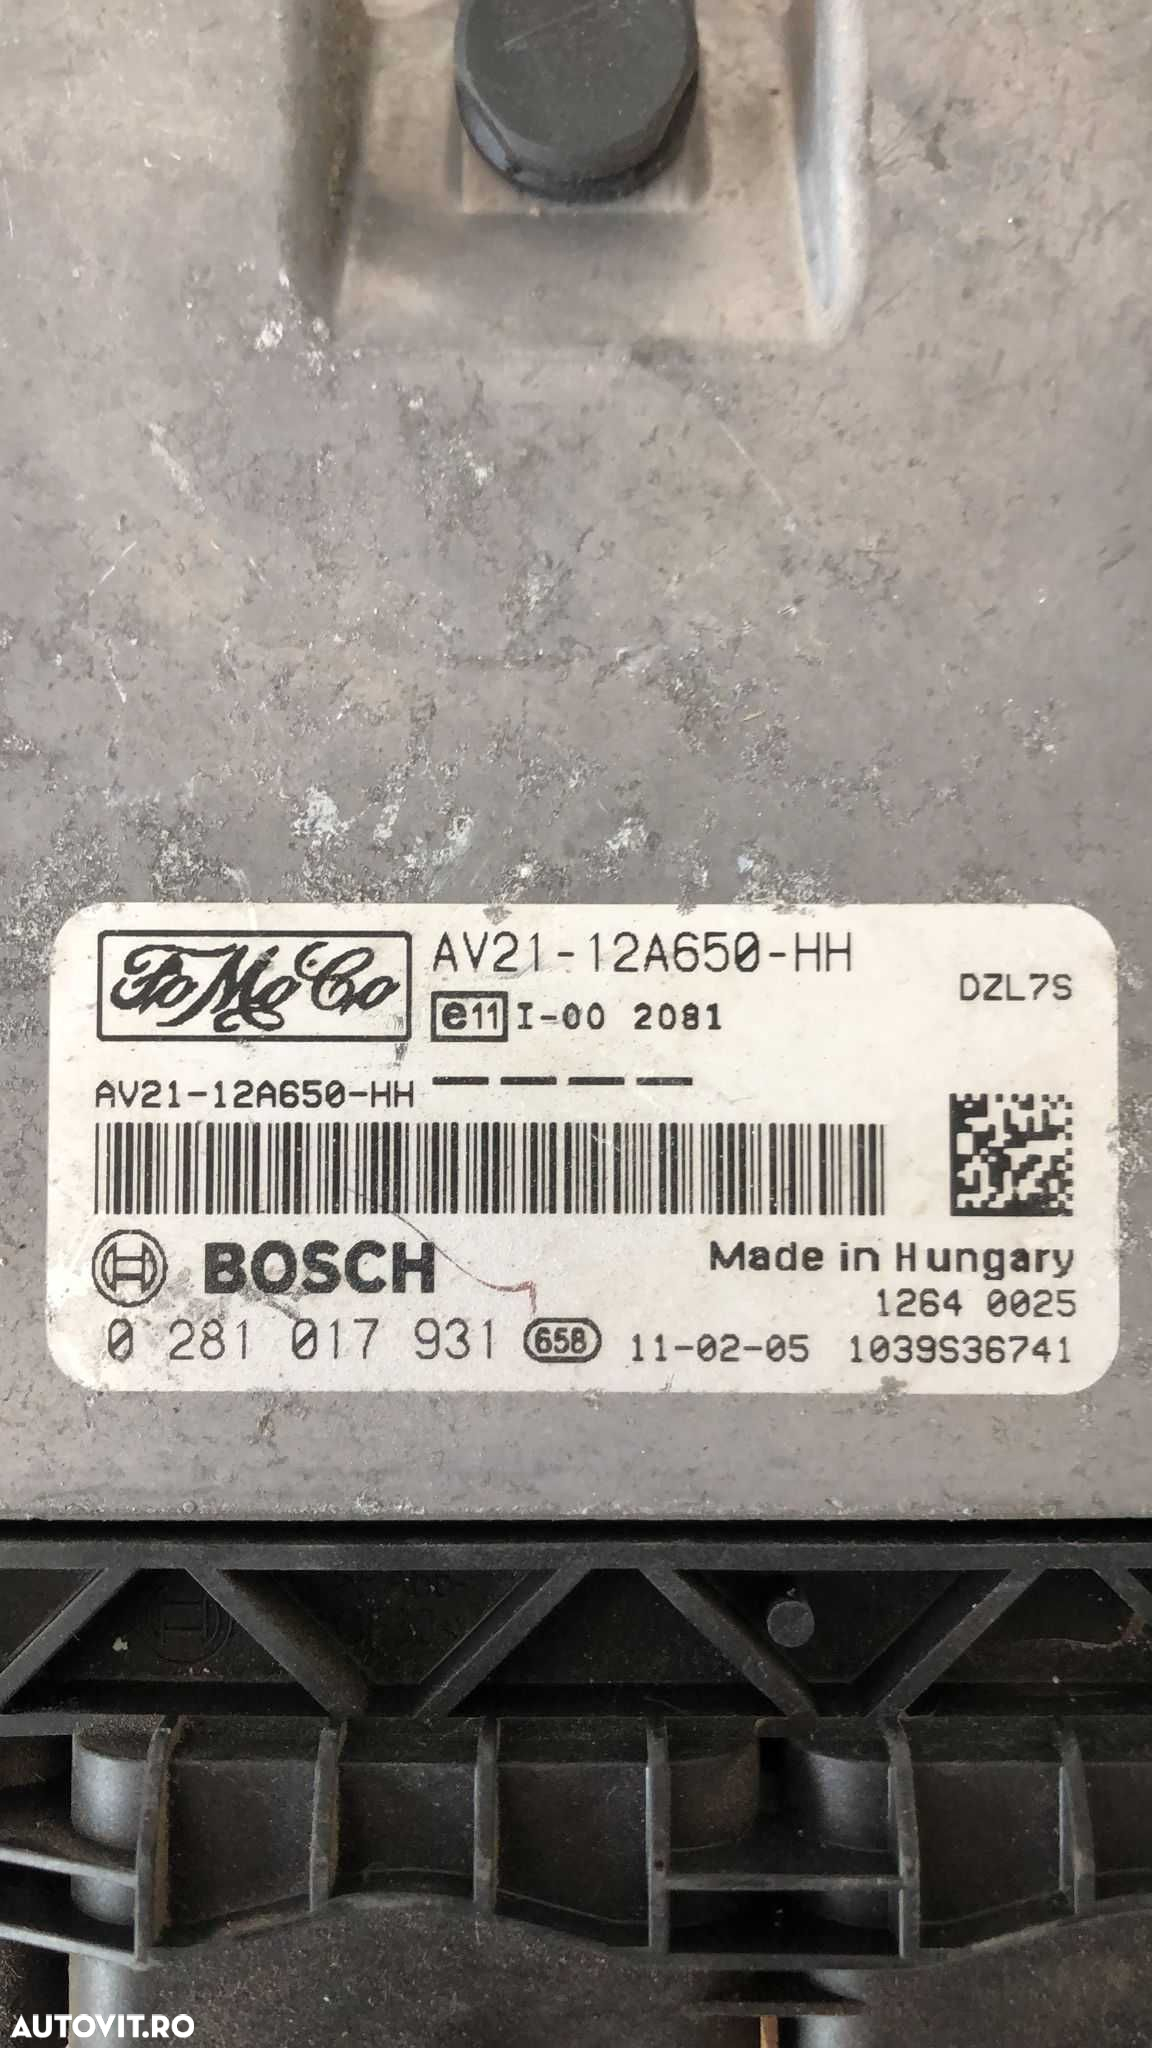 FoMoCo
AV21-12A650-HH
DZL7S
e11 I-00 2081
AV21-12A650-HH
BOSCH
Made in Hungary
1264 0025
0 281 017 931 658 11-02-05 1039S36741
AUTOVIT.RO